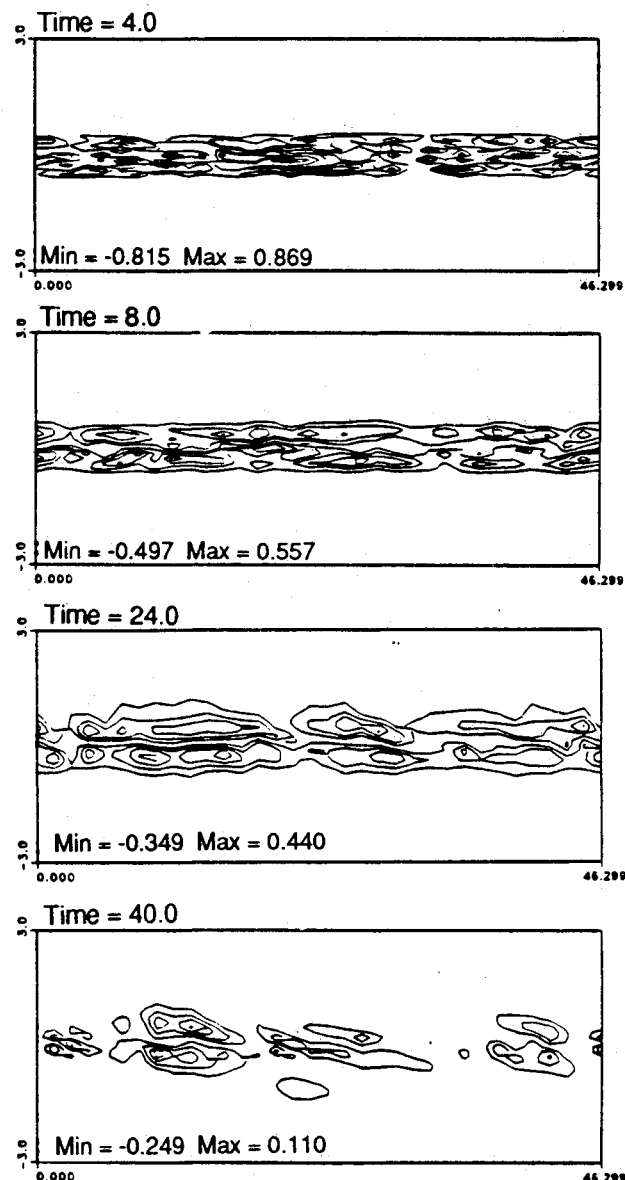 Time = 4.0
3.0
Min = -0.815 Max = 0.869
-3.0
0.000 46.299
Time = 8.0
3.0
Min = -0.497 Max = 0.557
-3.0
0.000 46.299
Time = 24.0
3.0
Min = -0.349 Max = 0.440
-3.0
0.000 46.299
Time = 40.0
3.0
Min = -0.249 Max = 0.110
-3.0
0.000 46.299